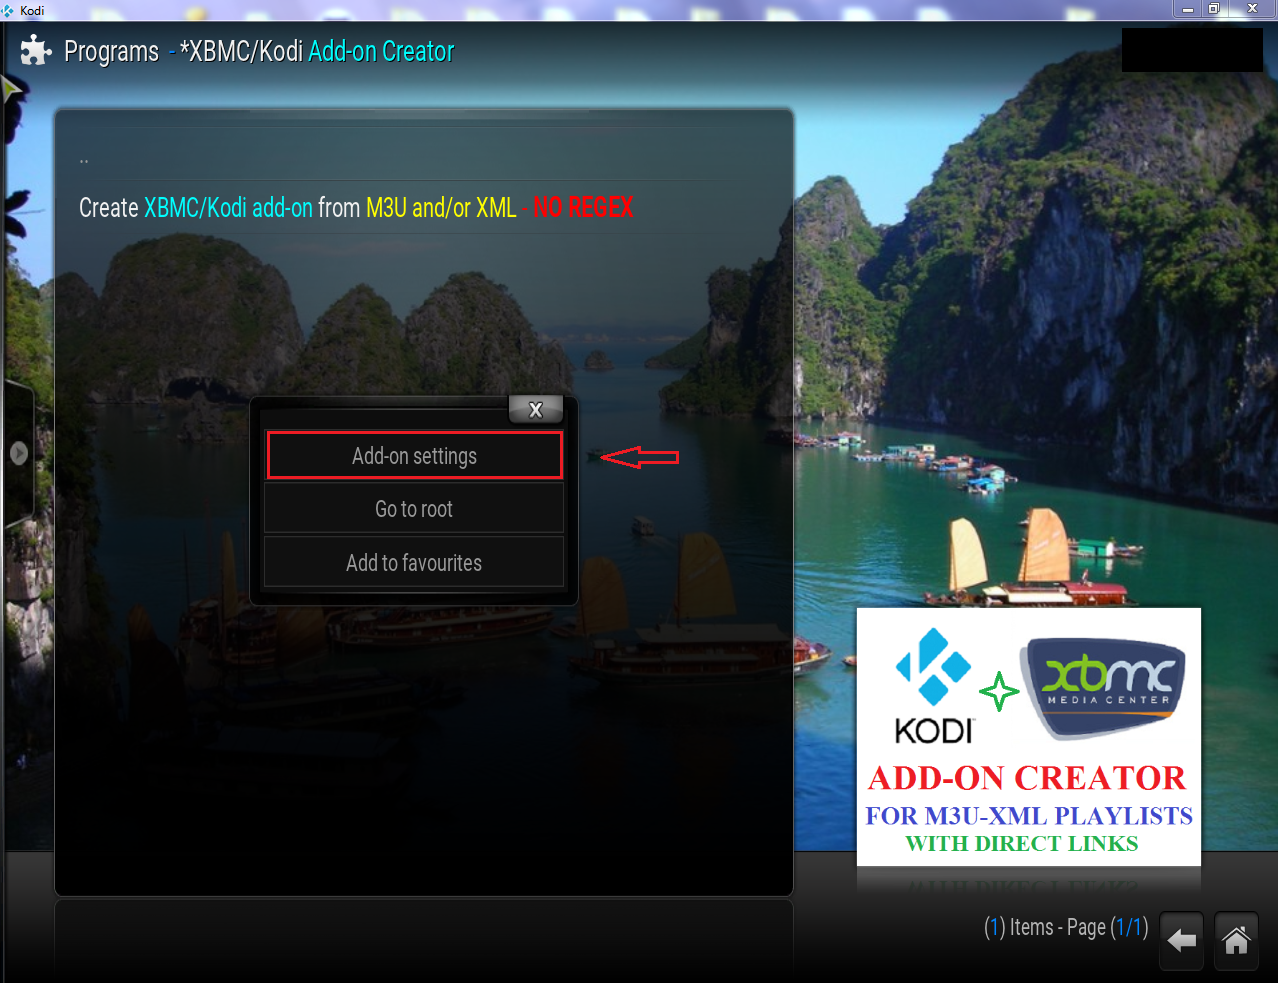 Kodi
Programs - *XBMC/Kodi Add-on Creator
..
Create XBMC/Kodi add-on from M3U and/or XML - NO REGEX
X
Add-on settings
Go to root
Add to favourites
KODI
xbmc
MEDIA CENTER
ADD-ON CREATOR
FOR M3U-XML PLAYLISTS
WITH DIRECT LINKS
(1) Items - Page (1/1)